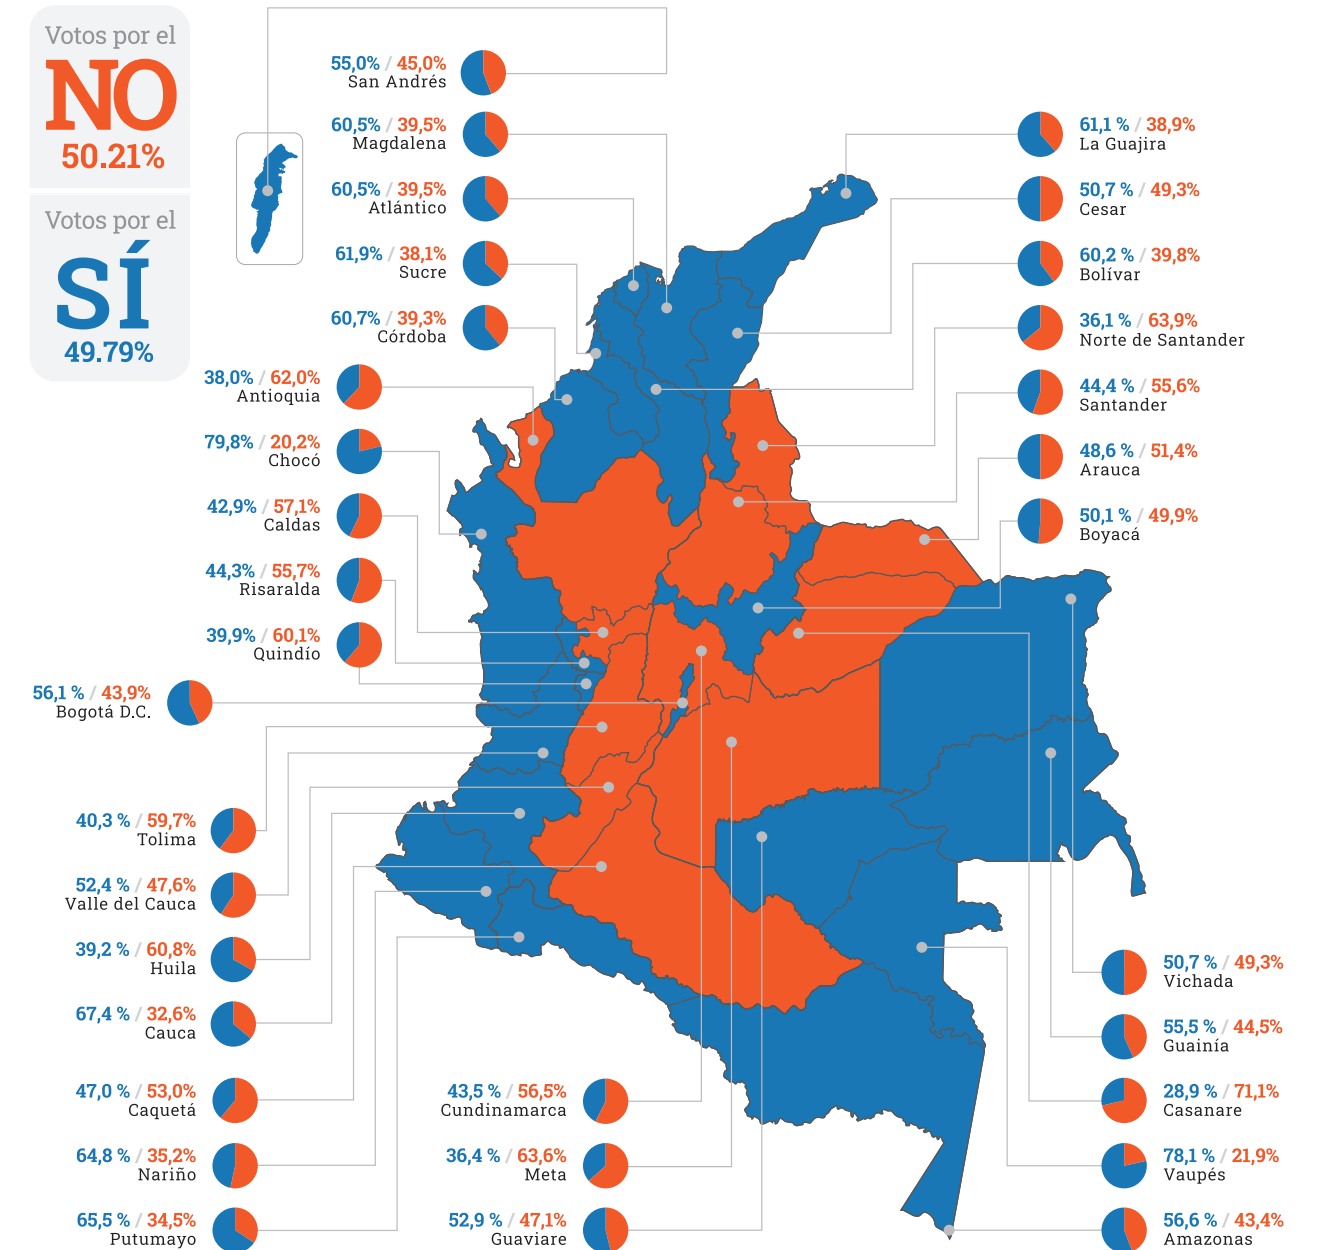 Votos por el
NO
50.21%
Votos por el
SÍ
49.79%
55,0% / 45,0%
San Andrés
60,5% / 39,5%
Magdalena
60,5% / 39,5%
Atlántico
61,9% / 38,1%
Sucre
60,7% / 39,3%
Córdoba
38,0% / 62,0%
Antioquia
79,8% / 20,2%
Chocó
42,9% / 57,1%
Caldas
44,3% / 55,7%
Risaralda
39,9% / 60,1%
Quindío
56,1 % / 43,9%
Bogotá D.C.
40,3 % / 59,7%
Tolima
52,4 % / 47,6%
Valle del Cauca
39,2 % / 60,8%
Huila
67,4 % / 32,6%
Cauca
47,0 % / 53,0%
Caquetá
64,8 % / 35,2%
Nariño
65,5 % / 34,5%
Putumayo
43,5 % / 56,5%
Cundinamarca
36,4 % / 63,6%
Meta
52,9 % / 47,1%
Guaviare
61,1 % / 38,9%
La Guajira
50,7 % / 49,3%
Cesar
60,2 % / 39,8%
Bolívar
36,1 % / 63,9%
Norte de Santander
44,4 % / 55,6%
Santander
48,6 % / 51,4%
Arauca
50,1 % / 49,9%
Boyacá
50,7 % / 49,3%
Vichada
55,5 % / 44,5%
Guainía
28,9 % / 71,1%
Casanare
78,1 % / 21,9%
Vaupés
56,6 % / 43,4%
Amazonas